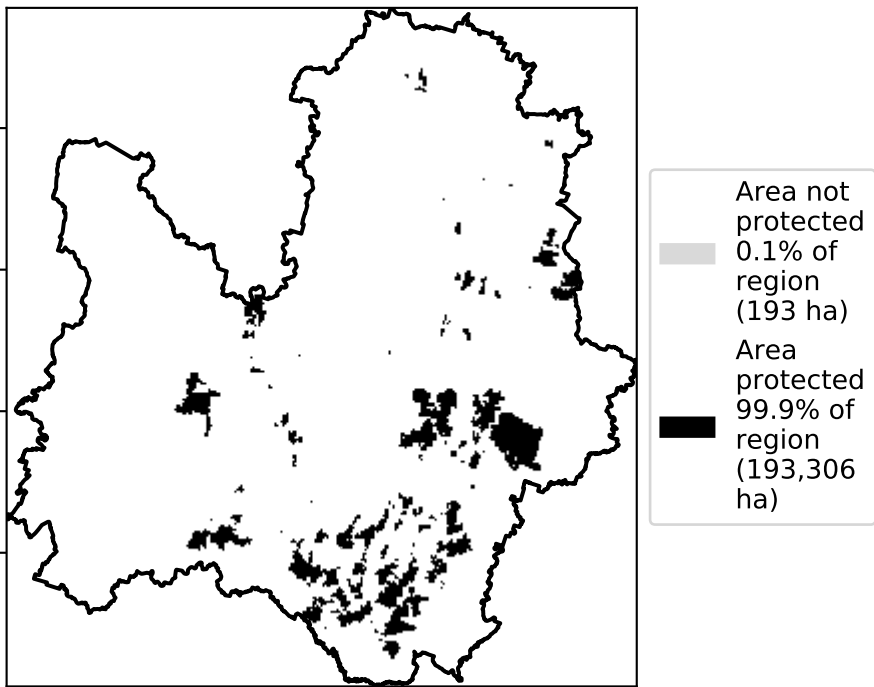 Area not
protected
0.1% of
region
(193 ha)
Area
protected
99.9% of
region
(193,306
ha)